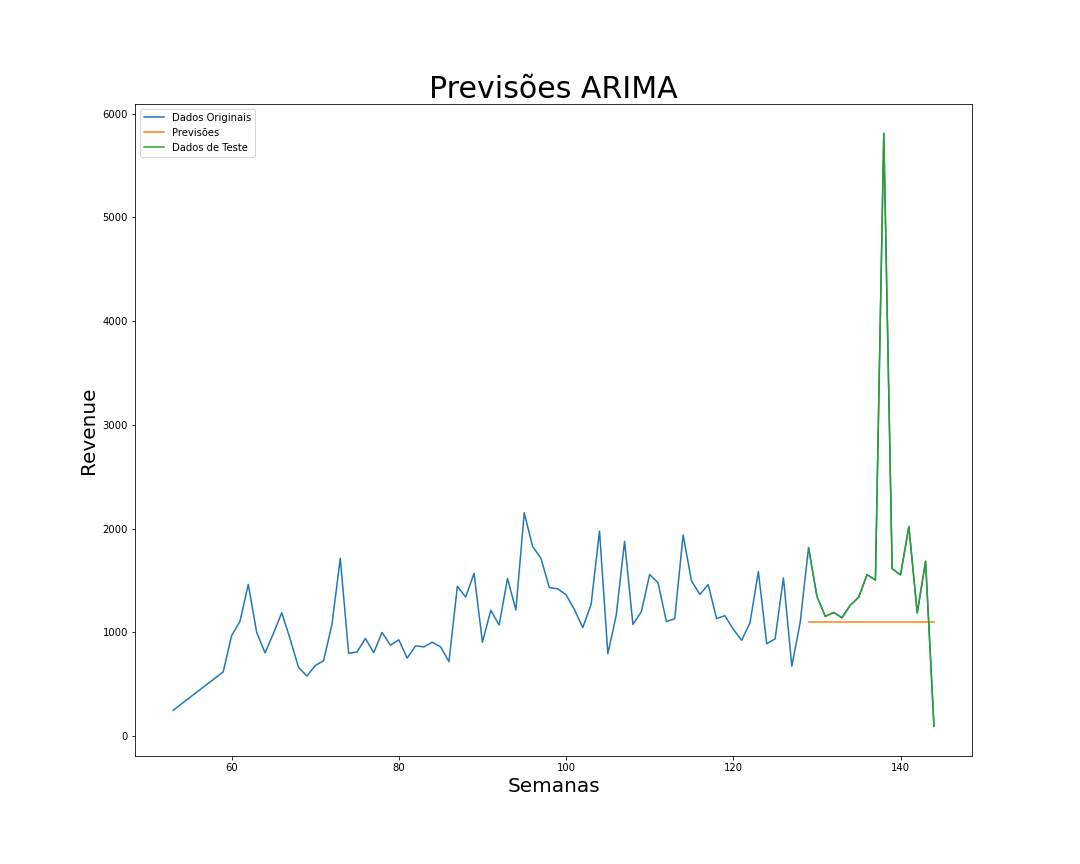 Previsões ARIMA
Dados Originais
Previsões
Dados de Teste
Revenue
6000
5000
4000
3000
2000
1000
0
60
80
100
120
140
Semanas